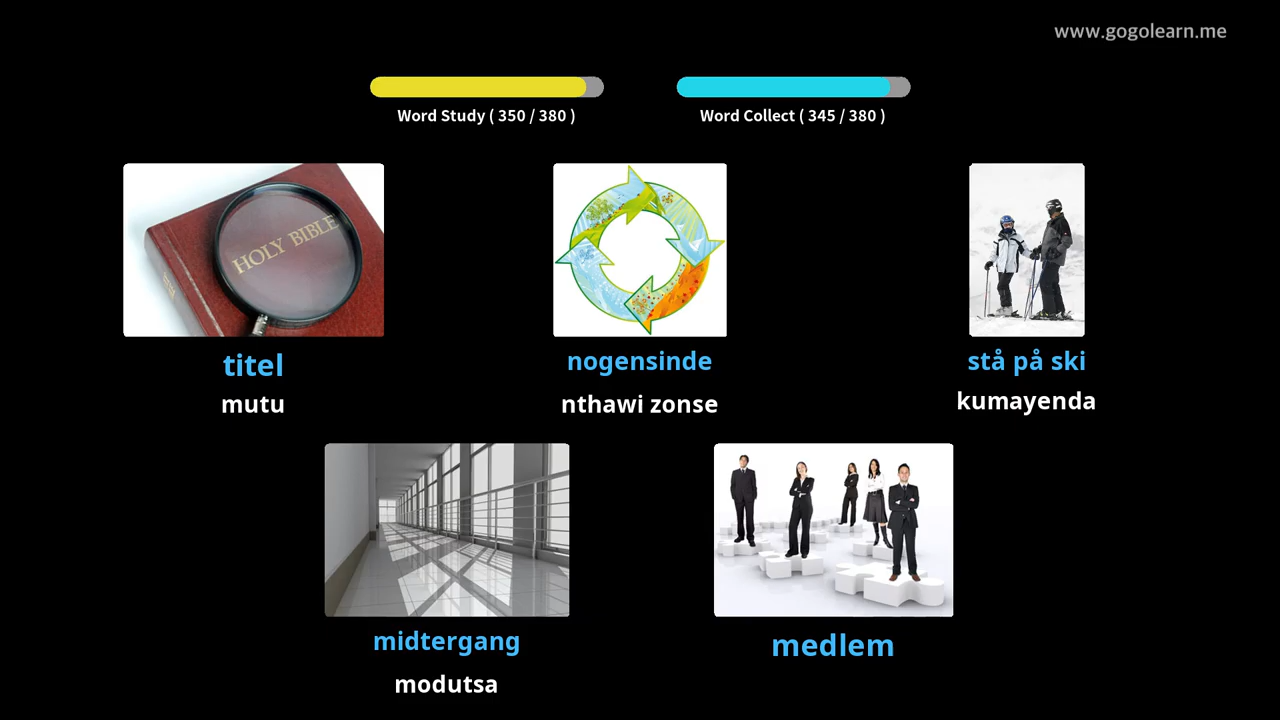 www.gogolearn.me
Word Study ( 350 / 380 )
Word Collect ( 345 / 380 )
HOLY BIBLE
titel
mutu
nogensinde
nthawi zonse
stå på ski
kumayenda
midtergang
modutsa
medlem